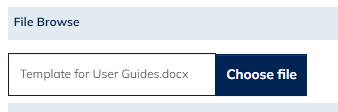 File Browse
Template for User Guides.docx
Choose file